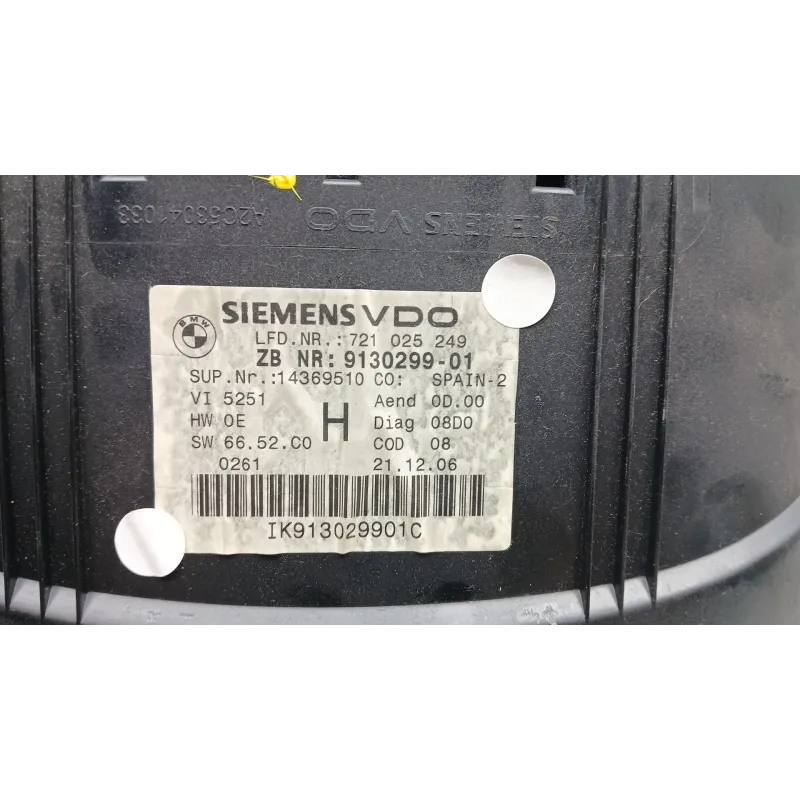 A2C53041033 SIEMENS VDO
BMW
SIEMENS VDO
LFD.NR.: 721 025 249
ZB NR: 9130299-01
SUP.Nr.:14369510 CO: SPAIN-2
VI 5251 Aend 0D.00
HW 0E H Diag 08D0
SW 66.52.C0 COD 08
0261 21.12.06
IK913029901C